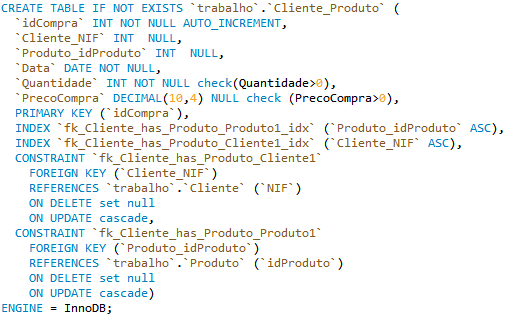 CREATE TABLE IF NOT EXISTS `trabalho`.`Cliente_Produto` (
`idCompra` INT NOT NULL AUTO_INCREMENT,
`Cliente_NIF` INT  NULL,
`Produto_idProduto` INT  NULL,
`Data` DATE NOT NULL,
`Quantidade` INT NOT NULL check(Quantidade>0),
`PrecoCompra` DECIMAL(10,4) NULL check (PrecoCompra>0),
PRIMARY KEY (`idCompra`),
INDEX `fk_Cliente_has_Produto_Produto1_idx` (`Produto_idProduto` ASC),
INDEX `fk_Cliente_has_Produto_Cliente1_idx` (`Cliente_NIF` ASC),
CONSTRAINT `fk_Cliente_has_Produto_Cliente1`
FOREIGN KEY (`Cliente_NIF`)
REFERENCES `trabalho`.`Cliente` (`NIF`)
ON DELETE set null
ON UPDATE cascade,
CONSTRAINT `fk_Cliente_has_Produto_Produto1`
FOREIGN KEY (`Produto_idProduto`)
REFERENCES `trabalho`.`Produto` (`idProduto`)
ON DELETE set null
ON UPDATE cascade)
ENGINE = InnoDB;